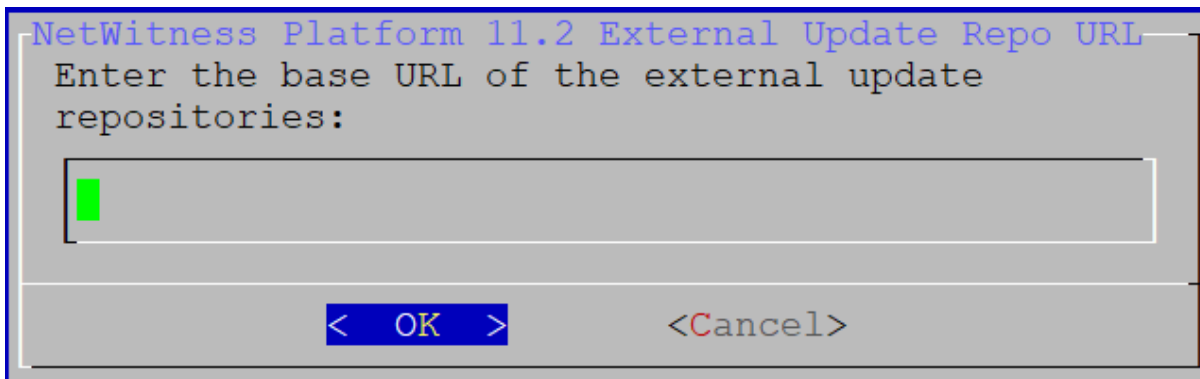 NetWitness Platform 11.2 External Update Repo URL
Enter the base URL of the external update
repositories:
< OK > <Cancel>